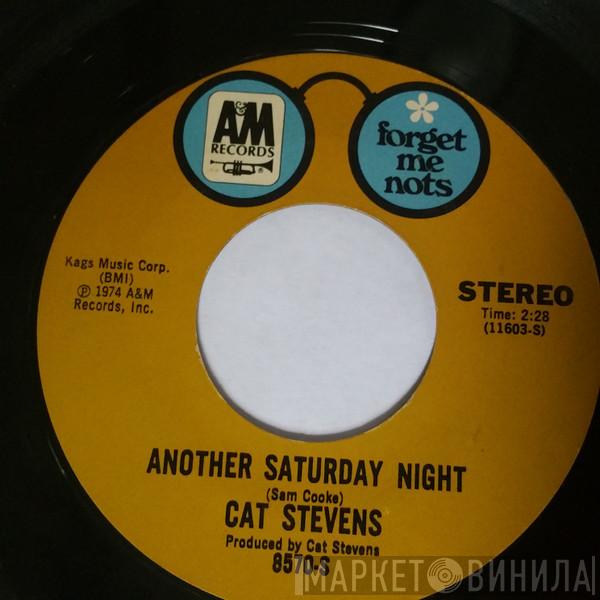 A&M
RECORDS
®
forget
me
nots
Kags Music Corp.
(BMI)
℗ 1974 A&M
Records, Inc.
STEREO
Time: 2:28
(11603-S)
ANOTHER SATURDAY NIGHT
(Sam Cooke)
CAT STEVENS
Produced by Cat Stevens
8570-S
МАРКЕТ ВИНИЛА